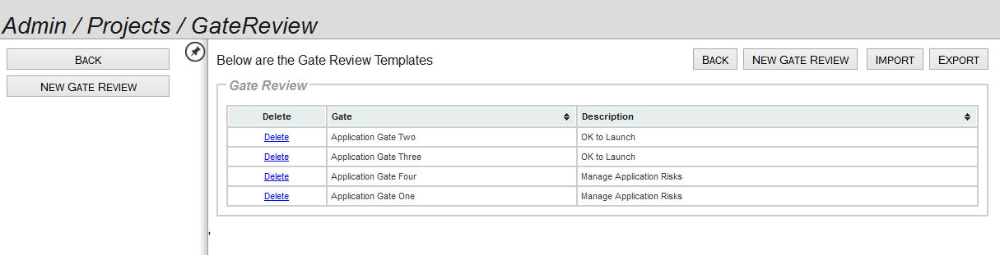 Admin / Projects / GateReview
BACK
NEW GATE REVIEW
Below are the Gate Review Templates
BACK NEW GATE REVIEW IMPORT EXPORT
Gate Review
Delete Gate Description
Delete Application Gate Two OK to Launch
Delete Application Gate Three OK to Launch
Delete Application Gate Four Manage Application Risks
Delete Application Gate One Manage Application Risks
'